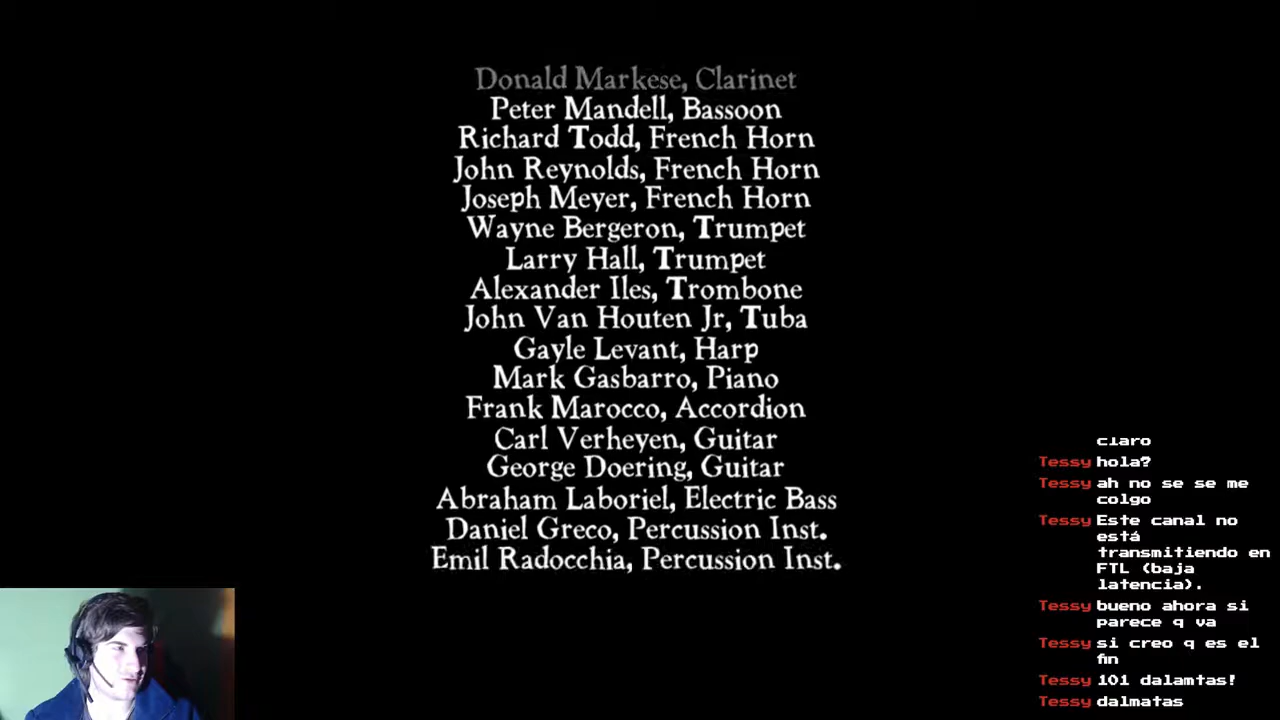 Donald Markese, Clarinet
Peter Mandell, Bassoon
Richard Todd, French Horn
John Reynolds, French Horn
Joseph Meyer, French Horn
Wayne Bergeron, Trumpet
Larry Hall, Trumpet
Alexander Iles, Trombone
John Van Houten Jr, Tuba
Gayle Levant, Harp
Mark Gasbarro, Piano
Frank Marocco, Accordion
Carl Verheyen, Guitar
George Doering, Guitar
Abraham Laboriel, Electric Bass
Daniel Greco, Percussion Inst.
Emil Radocchia, Percussion Inst.
claro
Tessy hola?
Tessy ah no se se me
colgo
Tessy Este canal no
está
transmitiendo en
FTL (baja
latencia).
Tessy bueno ahora si
parece q va
Tessy si creo q es el
fin
Tessy 101 dalamtas!
Tessy dalmatas